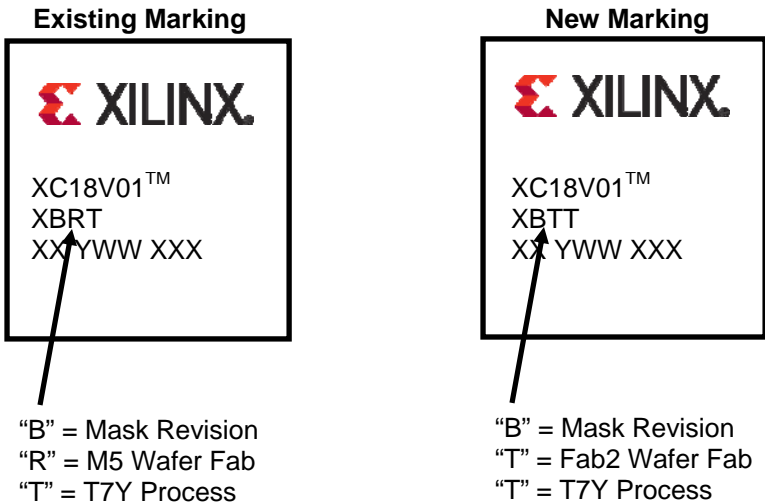 Existing Marking
XILINX®
XC18V01™
XBRT
XX YWW XXX
“B” = Mask Revision
“R” = M5 Wafer Fab
“T” = T7Y Process
New Marking
XILINX®
XC18V01™
XBTT
XX YWW XXX
“B” = Mask Revision
“T” = Fab2 Wafer Fab
“T” = T7Y Process